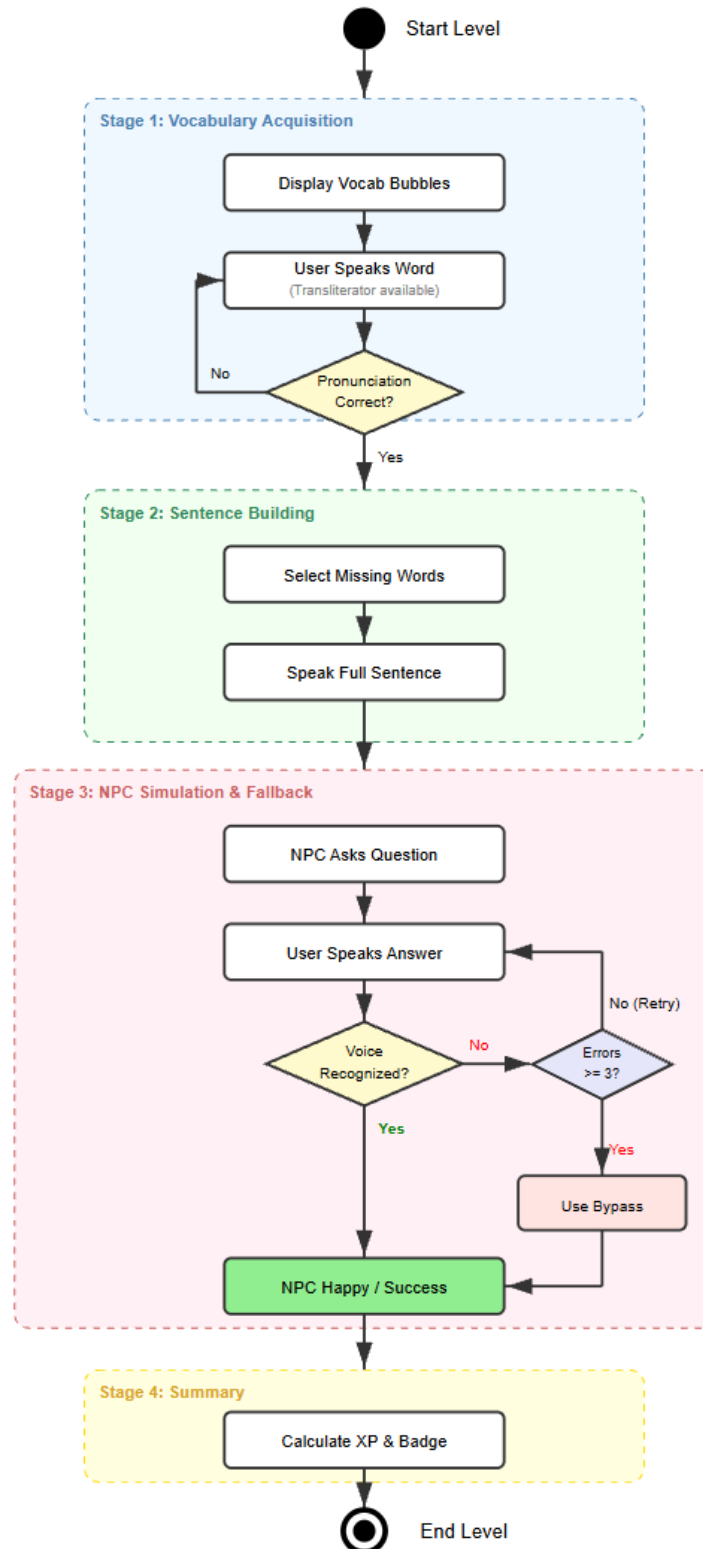 Start Level
Stage 1: Vocabulary Acquisition
Display Vocab Bubbles
User Speaks Word
(Transliterator available)
No
Pronunciation
Correct?
Yes
Stage 2: Sentence Building
Select Missing Words
Speak Full Sentence
Stage 3: NPC Simulation & Fallback
NPC Asks Question
User Speaks Answer
No (Retry)
Voice
Recognized?
No
Errors
>= 3?
Yes
Yes
Use Bypass
NPC Happy / Success
Stage 4: Summary
Calculate XP & Badge
End Level